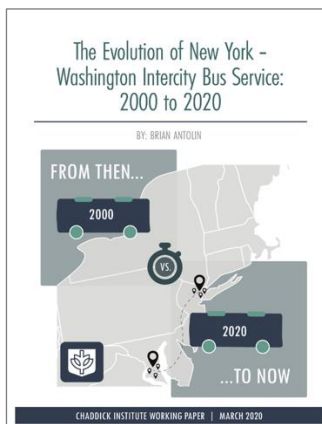 The Evolution of New York -
Washington Intercity Bus Service:
2000 to 2020
BY: BRIAN ANTOLIN
FROM THEN...
2000
VS.
2020
...TO NOW
CHADDICK INSTITUTE WORKING PAPER | MARCH 2020